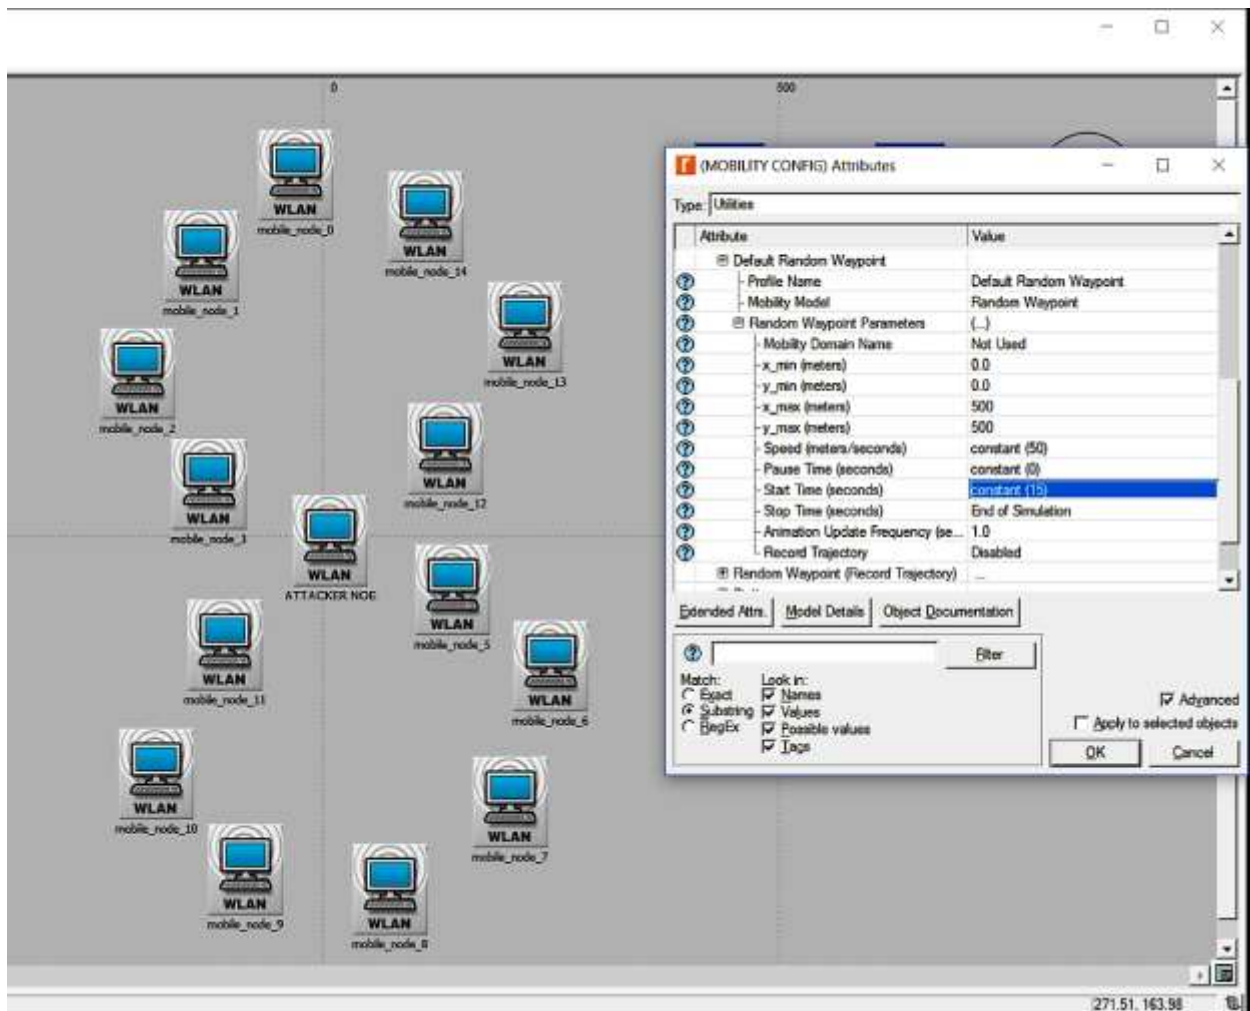 0 500
WLAN
mobile_node_0
WLAN
mobile_node_14
WLAN
mobile_node_1
WLAN
mobile_node_13
WLAN
mobile_node_2
WLAN
mobile_node_12
WLAN
mobile_node_3
WLAN
ATTACKER NOE
WLAN
mobile_node_5
WLAN
mobile_node_11
WLAN
mobile_node_6
WLAN
mobile_node_10
WLAN
mobile_node_7
WLAN
mobile_node_9
WLAN
mobile_node_8
(MOBILITY CONFIG) Attributes
Type: Utilities
Attribute Value
Default Random Waypoint
Profile Name Default Random Waypoint
Mobility Model Random Waypoint
Random Waypoint Parameters (...)
Mobility Domain Name Not Used
x_min (meters) 0.0
y_min (meters) 0.0
x_max (meters) 500
y_max (meters) 500
Speed (meters/seconds) constant (50)
Pause Time (seconds) constant (0)
Start Time (seconds) constant (15)
Stop Time (seconds) End of Simulation
Animation Update Frequency (se... 1.0
Record Trajectory Disabled
Random Waypoint (Record Trajectory) ...
Extended Attrs. Model Details Object Documentation
Filter
Match: Look in:
Exact Names
Substring Values
RegEx Possible values
Tags
Advanced
Apply to selected objects
OK Cancel
271.51, 163.98